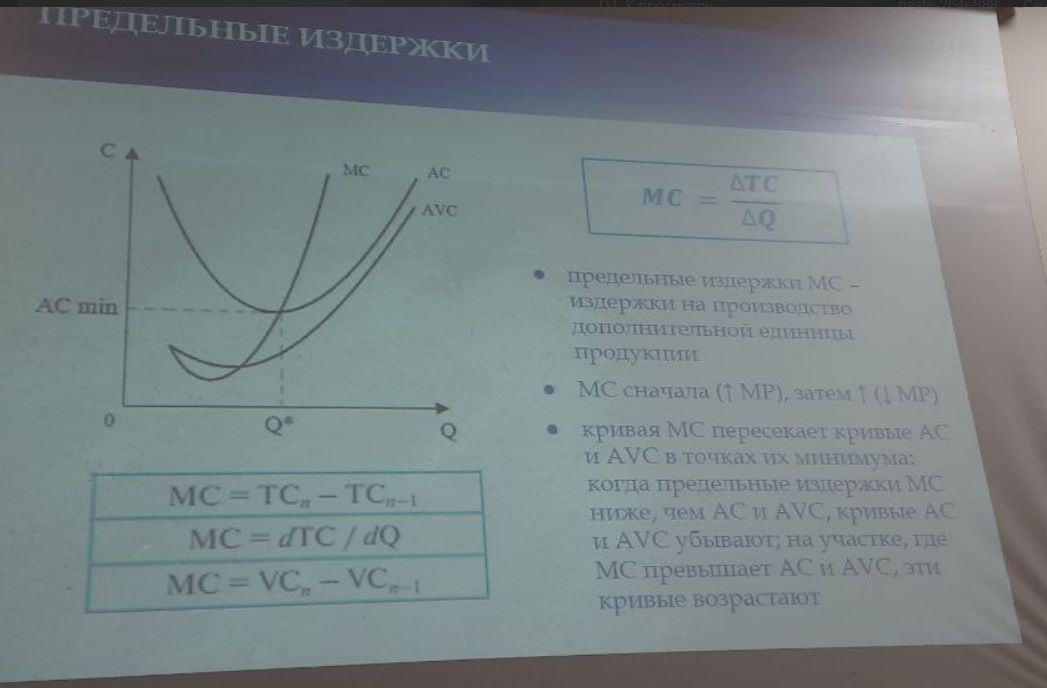 К просмотру
ПРЕДЕЛЬНЫЕ ИЗДЕРЖКИ
C
MC
AC
AVC
AC min
0
Q*
Q
MC = TCₙ – TCₙ₋₁
MC = dTC / dQ
MC = VCₙ – VCₙ₋₁
MC = ΔTC / ΔQ
• предельные издержки MC –
издержки на производство
дополнительной единицы
продукции
• MC сначала (↑ MP), затем ↑ (↓ MP)
• кривая MC пересекает кривые AC
и AVC в точках их минимума:
когда предельные издержки MC
ниже, чем AC и AVC, кривые AC
и AVC убывают; на участке, где
MC превышает AC и AVC, эти
кривые возрастают